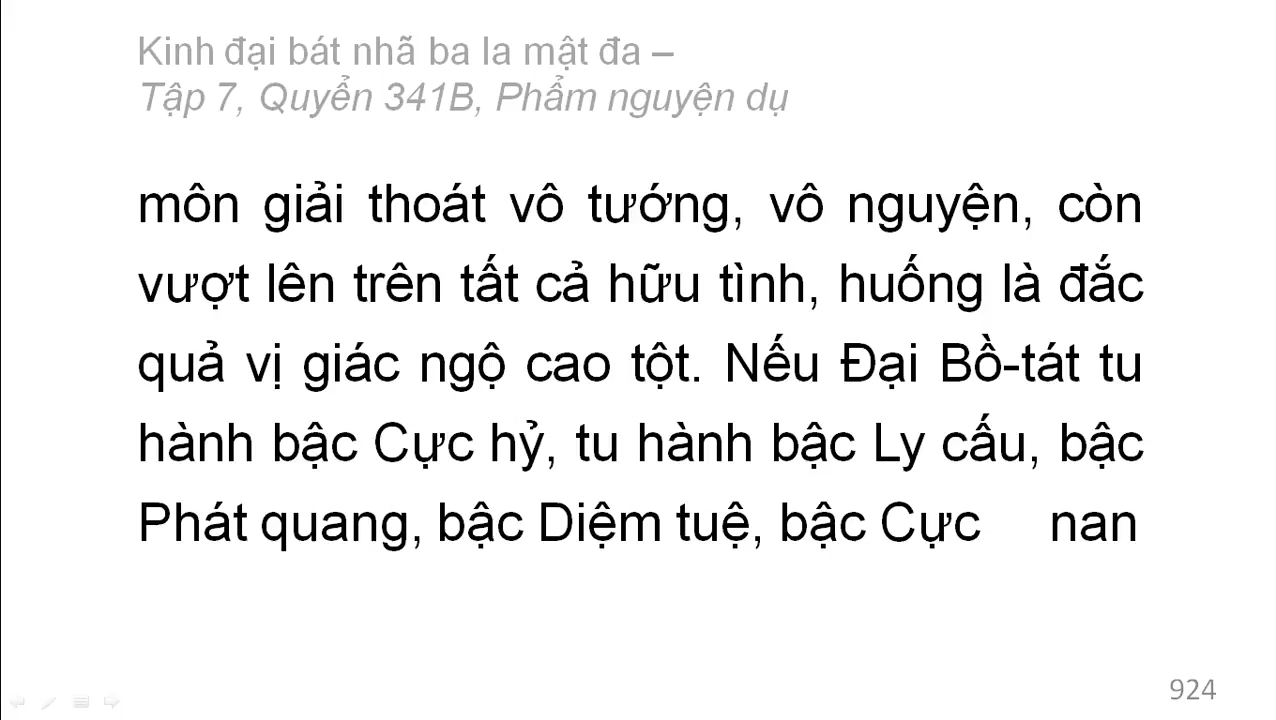 Kinh đại bát nhã ba la mật đa –
Tập 7, Quyển 341B, Phẩm nguyện dụ
môn giải thoát vô tướng, vô nguyện, còn
vượt lên trên tất cả hữu tình, huống là đắc
quả vị giác ngộ cao tột. Nếu Đại Bồ-tát tu
hành bậc Cực hỷ, tu hành bậc Ly cấu, bậc
Phát quang, bậc Diệm tuệ, bậc Cực nan
924